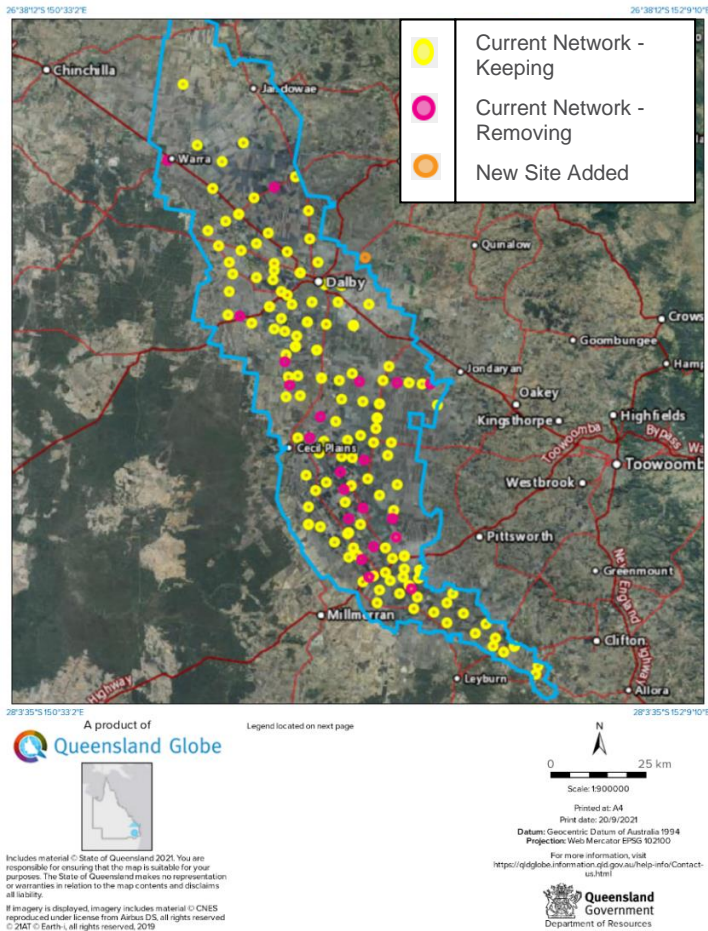 26°38'12"S 150°33'2"E
26°38'12"S 152°9'10"E
Current Network -
Keeping
Current Network -
Removing
New Site Added
Chinchilla
Jandowae
Warra
Quinalow
Dalby
Crows
Goombungee
Jondaryan
Hamp
Oakey
Highfields
Kingsthorpe
Toowoomba
Bypass
Wa
Cecil Plains
Toowoomb
Westbrook
Pittsworth
New England
Highway
Greenmount
Millmerran
Clifton
Leyburn
Highway
Allora
28°3'35"S 150°33'2"E
28°3'35"S 152°9'10"E
A product of
Queensland Globe
Legend located on next page
N
0 25 km
Scale: 1:900000
Printed at: A4
Print date: 20/9/2021
Datum: Geocentric Datum of Australia 1994
Projection: Web Mercator EPSG 102100
For more information, visit
https://qldglobe.information.qld.gov.au/help-info/Contact-
us.html
Includes material © State of Queensland 2021. You are
responsible for ensuring that the map is suitable for your
purposes. The State of Queensland makes no representation
or warranties in relation to the map contents and disclaims
all liability.
If imagery is displayed, imagery includes material © CNES
reproduced under license from Airbus DS, all rights reserved
© 21AT © Earth-i, all rights reserved, 2019
Queensland
Government
Department of Resources